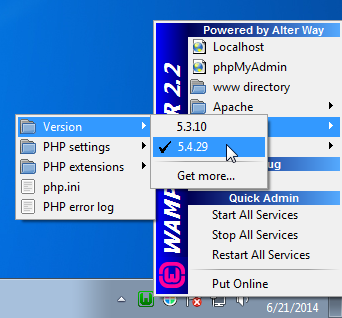 Powered by Alter Way
Localhost
phpMyAdmin
www directory
Apache
Version
PHP settings
PHP extensions
php.ini
PHP error log
5.3.10
5.4.29
Get more...
ug
Quick Admin
Start All Services
Stop All Services
Restart All Services
Put Online
WAMP
R 2.2
6/21/2014